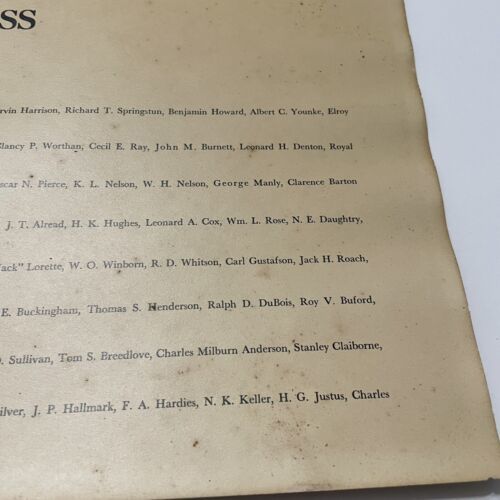 SS
rvin Harrison, Richard T. Springstun, Benjamin Howard, Albert C. Younke, Elroy
Clancy P. Worthan, Cecil E. Ray, John M. Burnett, Leonard H. Denton, Royal
scar N. Pierce, K. L. Nelson, W. H. Nelson, George Manly, Clarence Barton
J. T. Alread, H. K. Hughes, Leonard A. Cox, Wm. L. Rose, N. E. Daughtry,
Jack" Lorette, W. O. Winborn, R. D. Whitson, Carl Gustafson, Jack H. Roach,
E. Buckingham, Thomas S. Henderson, Ralph D. DuBois, Roy V. Buford,
Sullivan, Tom S. Breedlove, Charles Milburn Anderson, Stanley Claiborne,
ilver, J. P. Hallmark, F. A. Hardies, N. K. Keller, H. G. Justus, Charles